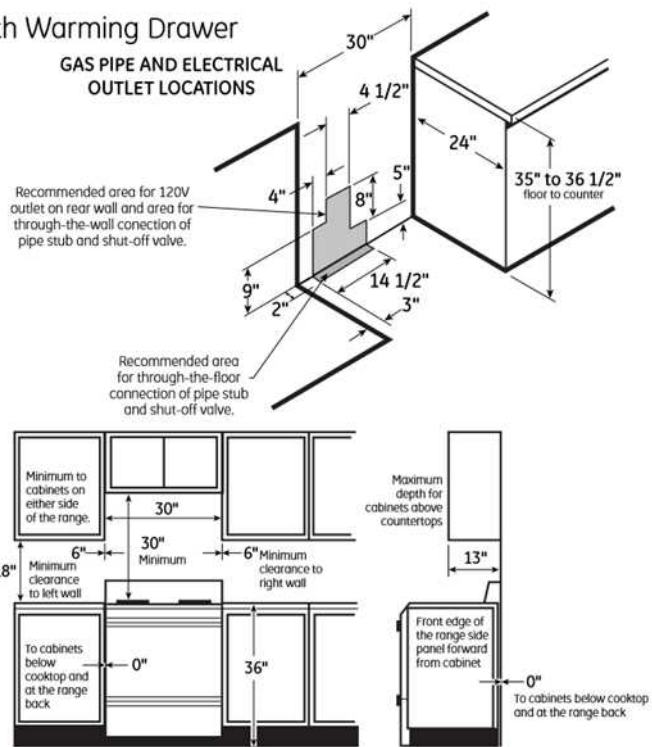 th Warming Drawer
GAS PIPE AND ELECTRICAL
OUTLET LOCATIONS
30"
4 1/2"
24"
35" to 36 1/2"
floor to counter
Recommended area for 120V
outlet on rear wall and area for
through-the-wall conection of
pipe stub and shut-off valve.
4"
8"
5"
9"
2"
14 1/2"
3"
Recommended area
for through-the-floor
connection of pipe stub
and shut-off valve.
Minimum to
cabinets on
either side
of the range.
30"
30"
Minimum
6"
6" Minimum
clearance to
right wall
8"
Minimum
clearance
to left wall
To cabinets
below
cooktop and
at the range
back
0"
36"
Maximum
depth for
cabinets above
countertops
13"
Front edge of
the range side
panel forward
from cabinet
0"
To cabinets below cooktop
and at the range back